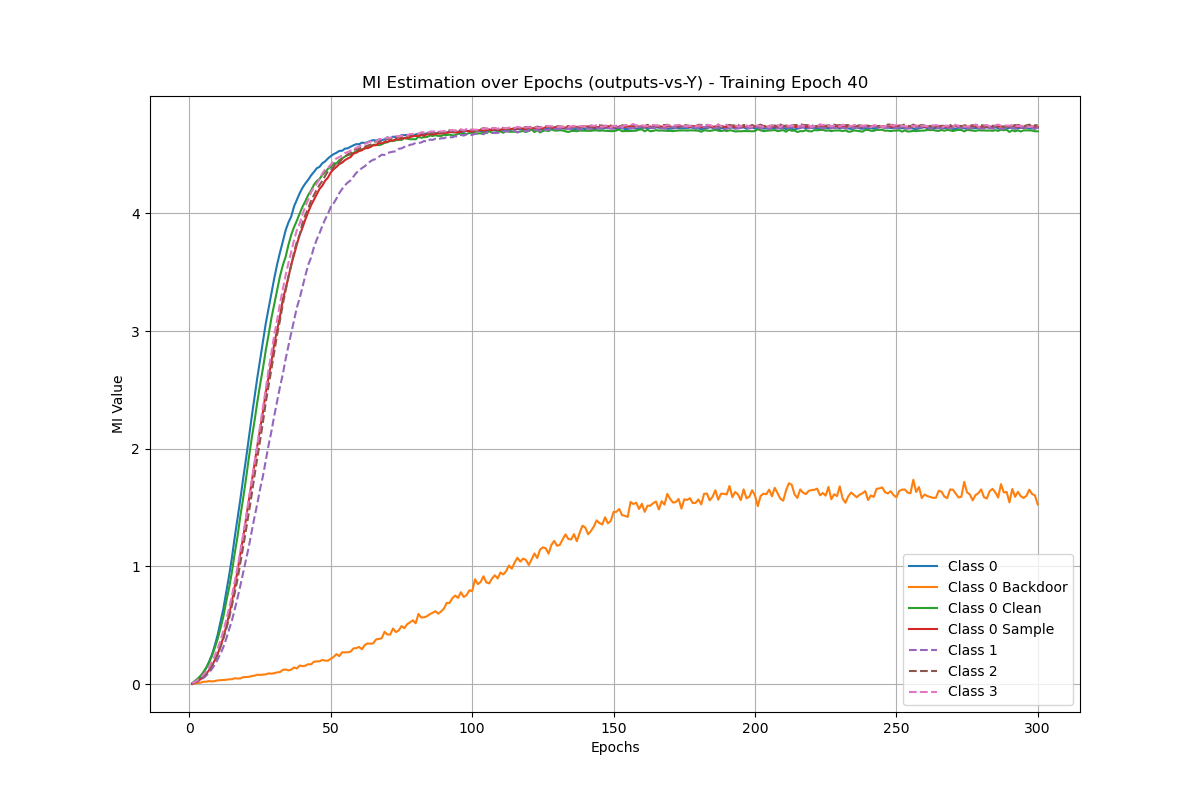 MI Estimation over Epochs (outputs-vs-Y) - Training Epoch 40
MI Value
4
3
2
1
0
0 50 100 150 200 250 300
Epochs
Class 0
Class 0 Backdoor
Class 0 Clean
Class 0 Sample
Class 1
Class 2
Class 3